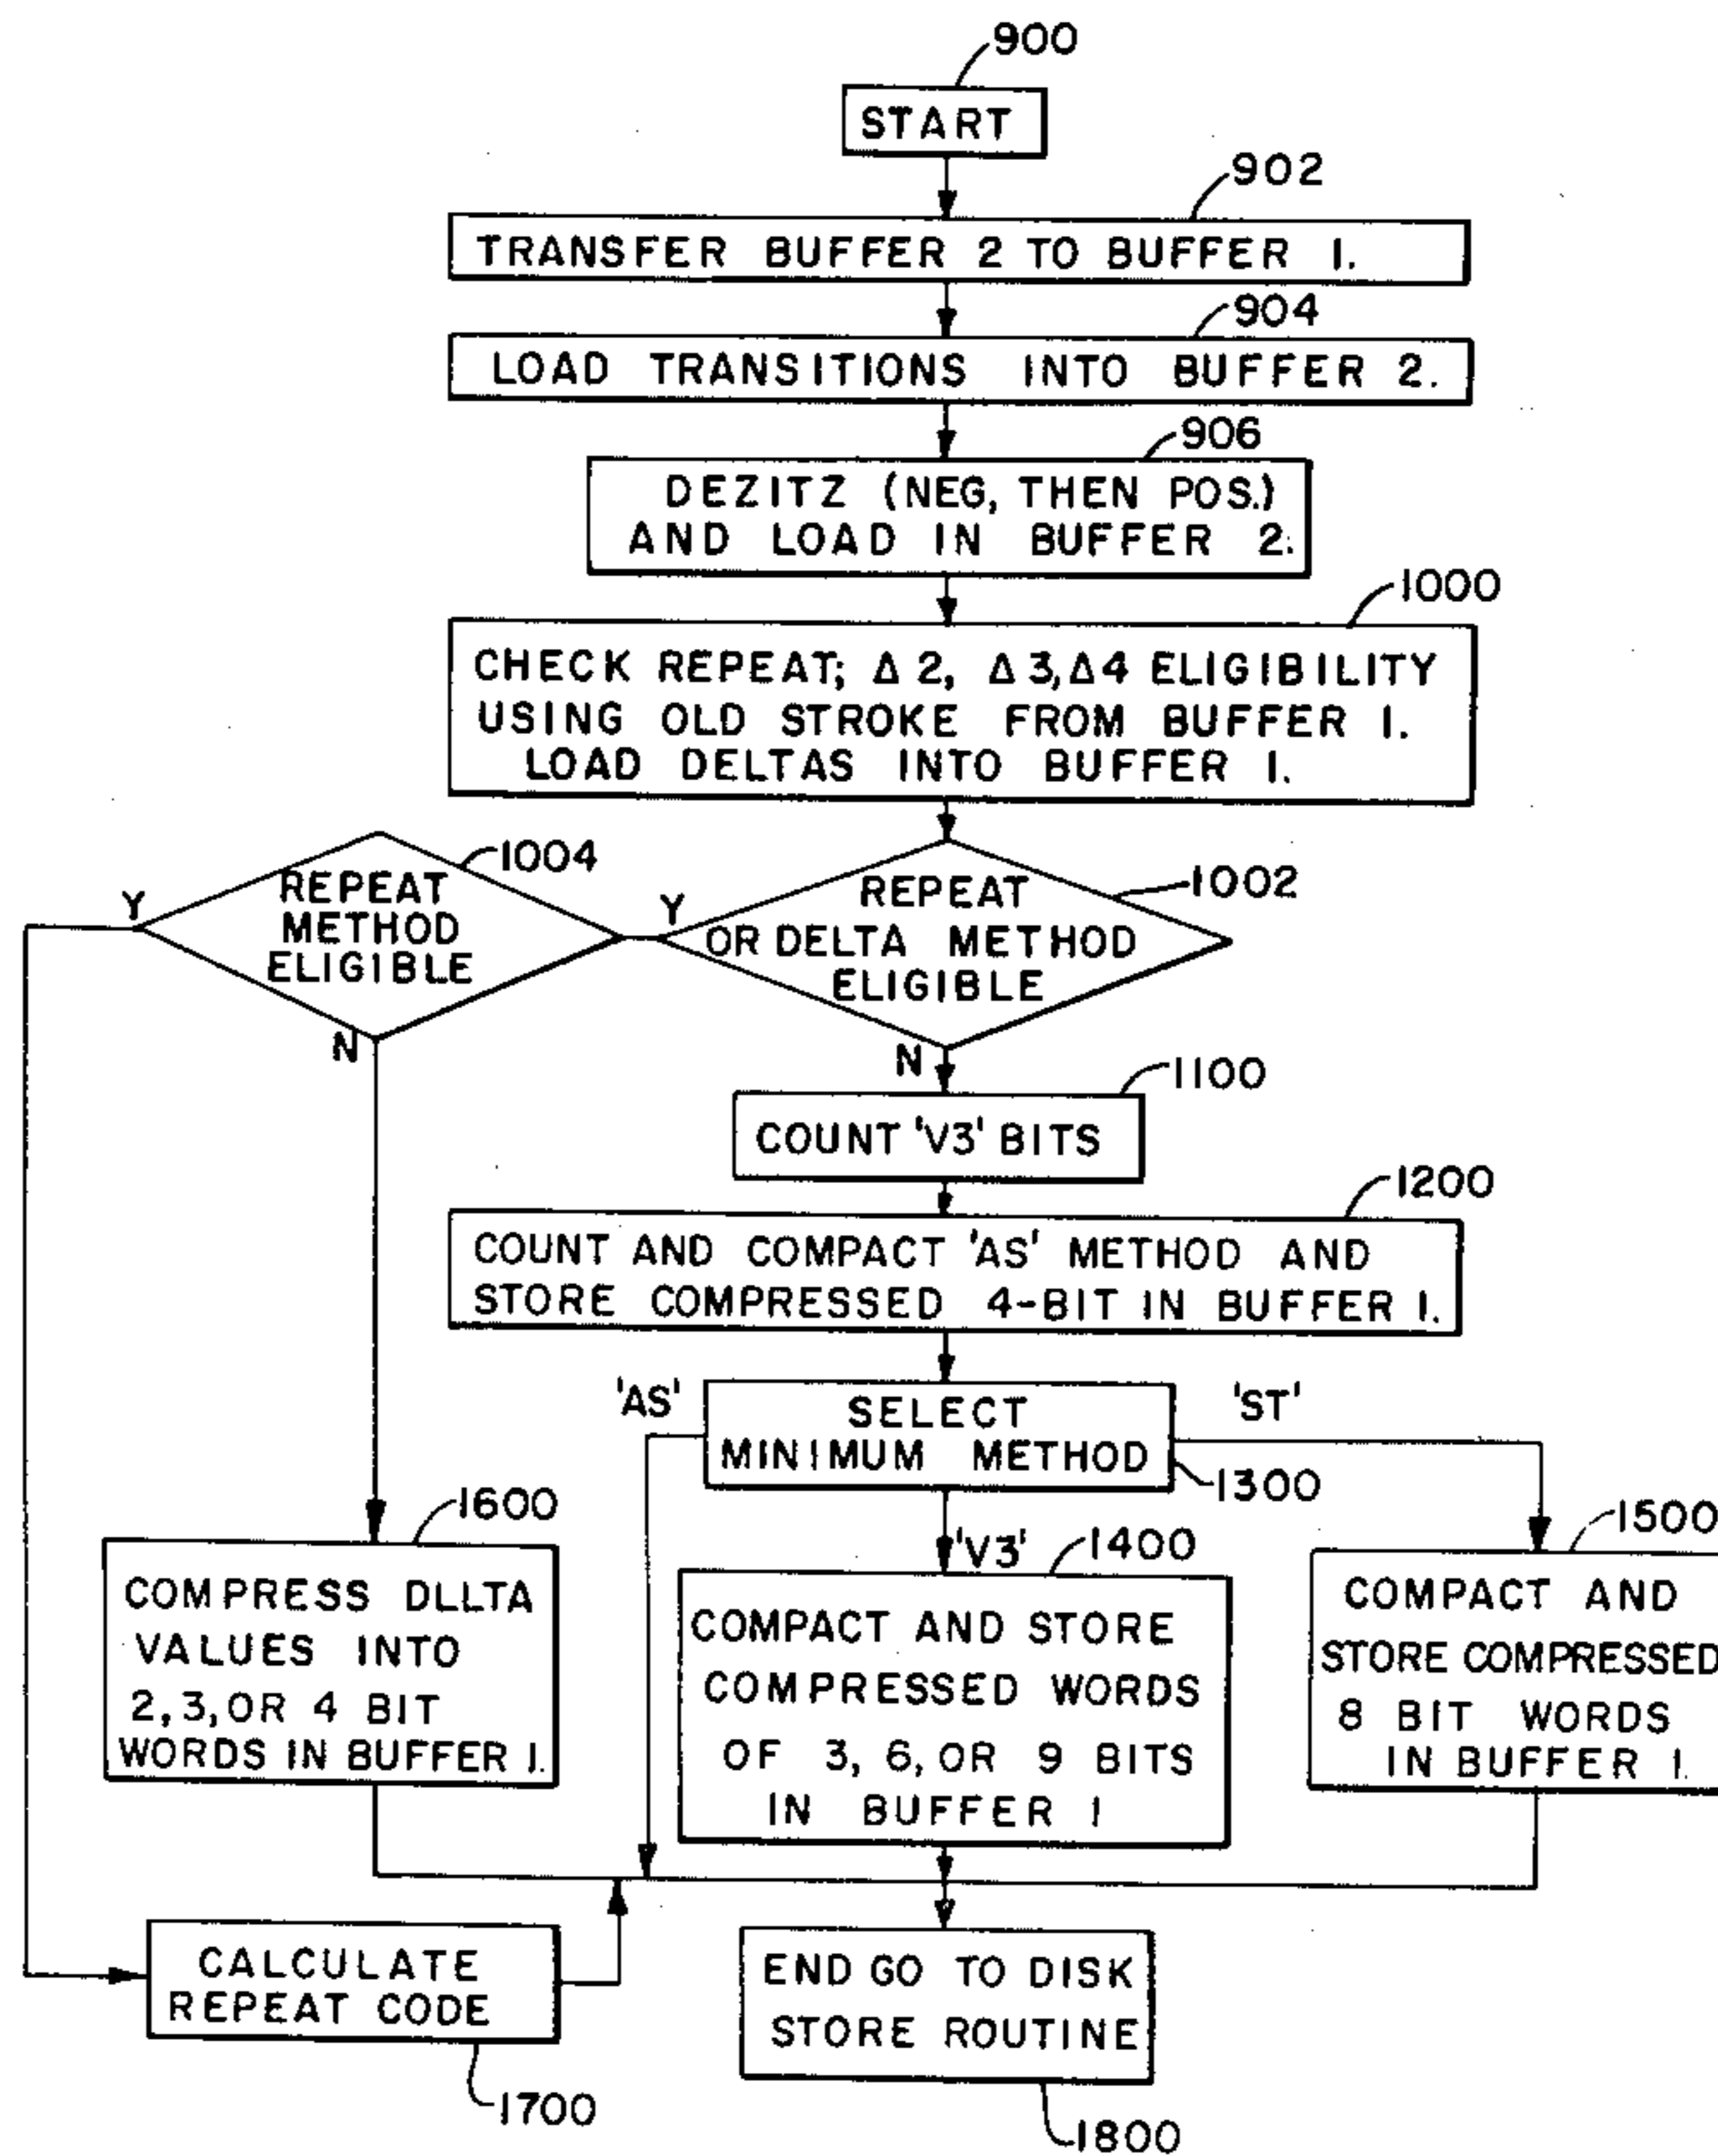 900
START
902
TRANSFER BUFFER 2 TO BUFFER 1.
904
LOAD TRANSITIONS INTO BUFFER 2.
906
DEZITZ (NEG, THEN POS.)
AND LOAD IN BUFFER 2.
1000
CHECK REPEAT; Δ2, Δ3,Δ4 ELIGIBILITY
USING OLD STROKE FROM BUFFER 1.
LOAD DELTAS INTO BUFFER 1.
1004
Y
REPEAT
METHOD
ELIGIBLE
N
1002
Y
REPEAT
OR DELTA METHOD
ELIGIBLE
N
1100
COUNT 'V3' BITS
1200
COUNT AND COMPACT 'AS' METHOD AND
STORE COMPRESSED 4-BIT IN BUFFER 1.
'AS'
SELECT
MINIMUM METHOD
'ST'
1300
1600
COMPRESS DLLTA
VALUES INTO
2,3,OR 4 BIT
WORDS IN BUFFER 1.
'V3'
1400
COMPACT AND STORE
COMPRESSED WORDS
OF 3, 6, OR 9 BITS
IN BUFFER 1
1500
COMPACT AND
STORE COMPRESSED
8 BIT WORDS
IN BUFFER 1.
CALCULATE
REPEAT CODE
1700
END GO TO DISK
STORE ROUTINE
1800